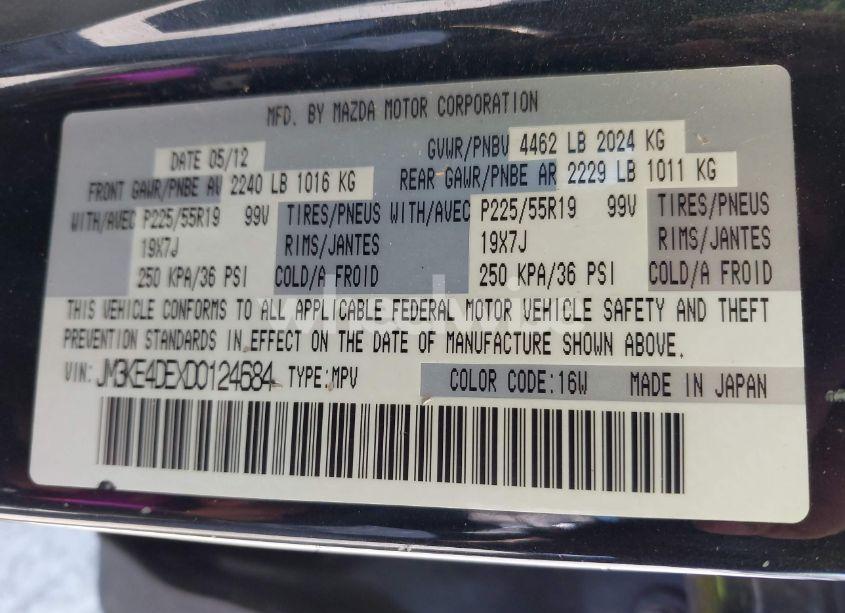 MFD. BY MAZDA MOTOR CORPORATION
DATE 05/12 GVWR/PNBV 4462 LB 2024 KG
FRONT GAWR/PNBE AV 2240 LB 1016 KG REAR GAWR/PNBE AR 2229 LB 1011 KG
WITH/AVEC P225/55R19 99V TIRES/PNEUS WITH/AVEC P225/55R19 99V TIRES/PNEUS
19X7J RIMS/JANTES 19X7J RIMS/JANTES
250 KPA/36 PSI COLD/A FROID 250 KPA/36 PSI COLD/A FROID
THIS VEHICLE CONFORMS TO ALL APPLICABLE FEDERAL MOTOR VEHICLE SAFETY AND THEFT
PREVENTION STANDARDS IN EFFECT ON THE DATE OF MANUFACTURE SHOWN ABOVE.
VIN: JM3KE4DEXD0124684 TYPE:MPV COLOR CODE:16W MADE IN JAPAN